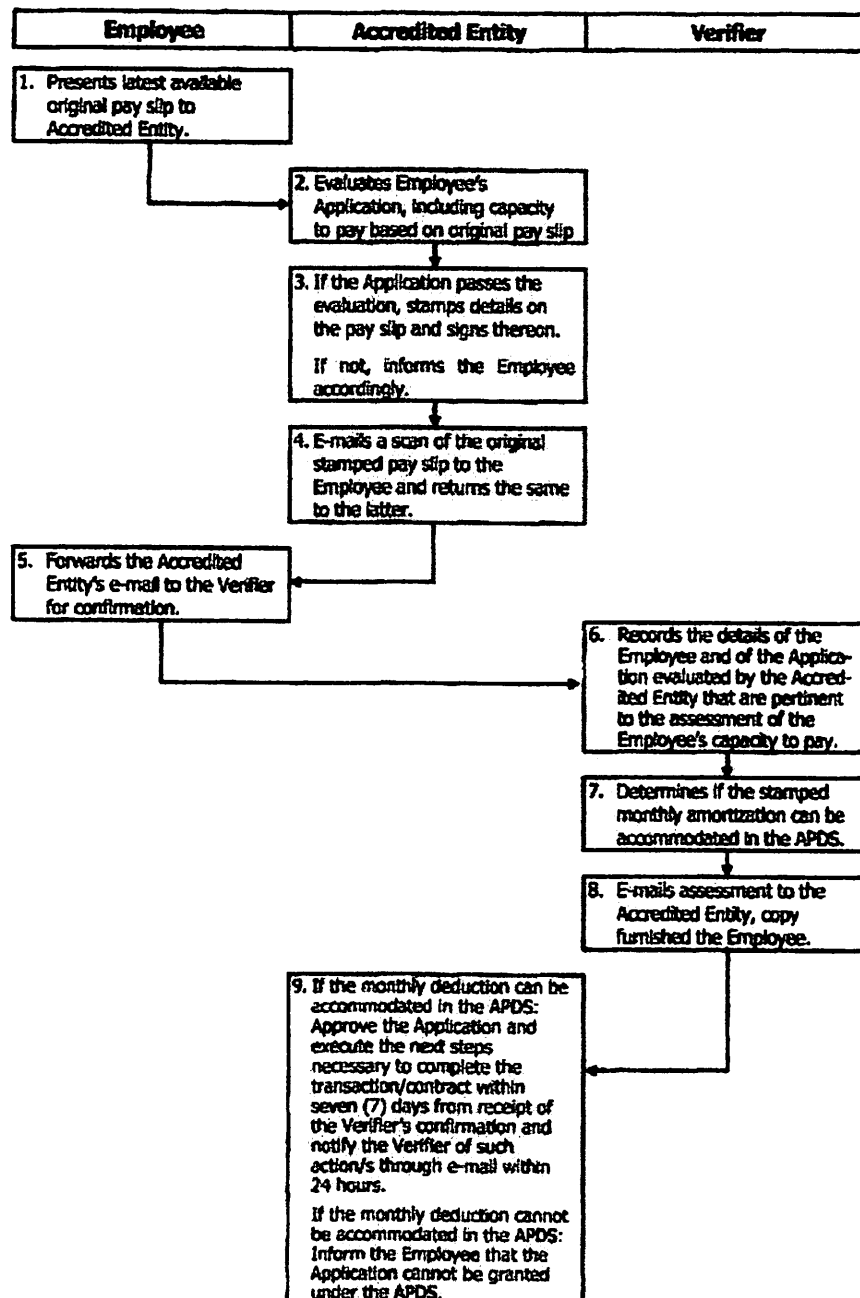 Employee
Accredited Entity
Verifier
1. Presents latest available
original pay slip to
Accredited Entity.
2. Evaluates Employee's
Application, including capacity
to pay based on original pay slip
3. If the Application passes the
evaluation, stamps details on
the pay slip and signs thereon.
If not, informs the Employee
accordingly.
4. E-mails a scan of the original
stamped pay slip to the
Employee and returns the same
to the latter.
5. Forwards the Accredited
Entity's e-mail to the Verifier
for confirmation.
6. Records the details of the
Employee and of the Applica-
tion evaluated by the Accred-
ited Entity that are pertinent
to the assessment of the
Employee's capacity to pay.
7. Determines if the stamped
monthly amortization can be
accommodated in the APDS.
8. E-mails assessment to the
Accredited Entity, copy
furnished the Employee.
9. If the monthly deduction can be
accommodated in the APDS:
Approve the Application and
execute the next steps
necessary to complete the
transaction/contract within
seven (7) days from receipt of
the Verifier's confirmation and
notify the Verifier of such
action/s through e-mail within
24 hours.
If the monthly deduction cannot
be accommodated in the APDS:
Inform the Employee that the
Application cannot be granted
under the APDS.